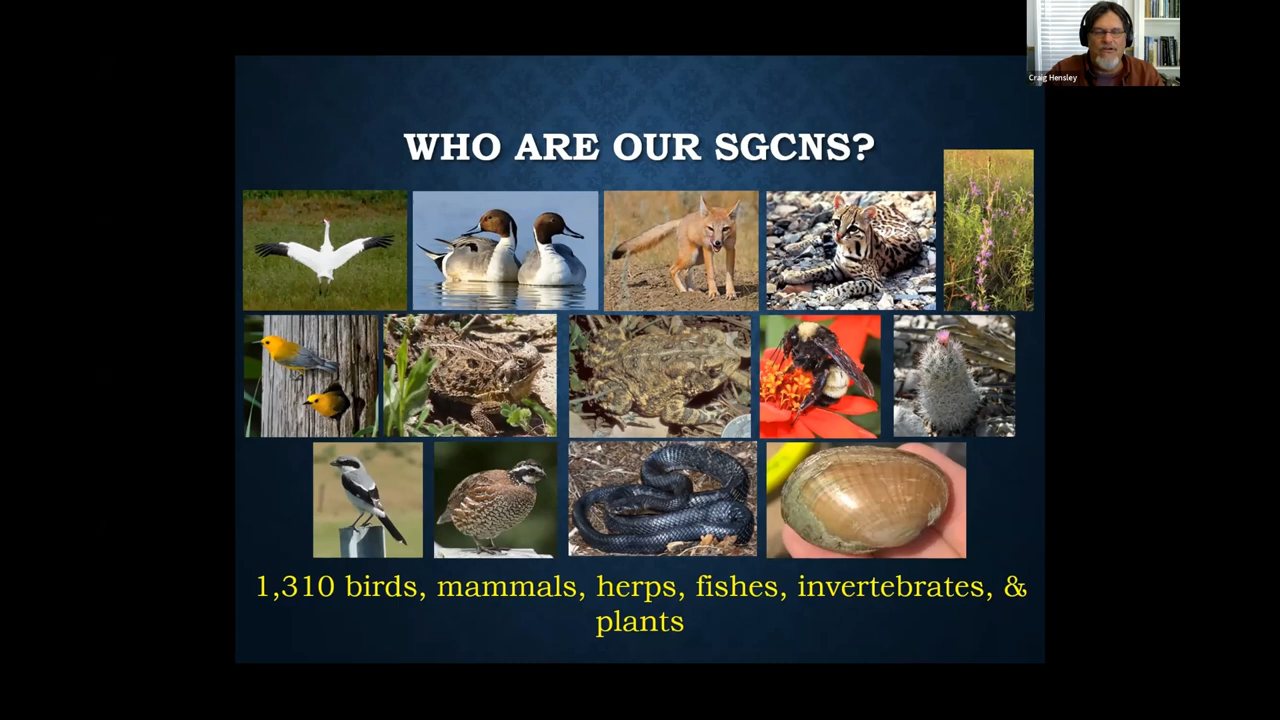 Craig Hensley
WHO ARE OUR SGCNS?
1,310 birds, mammals, herps, fishes, invertebrates, &
plants